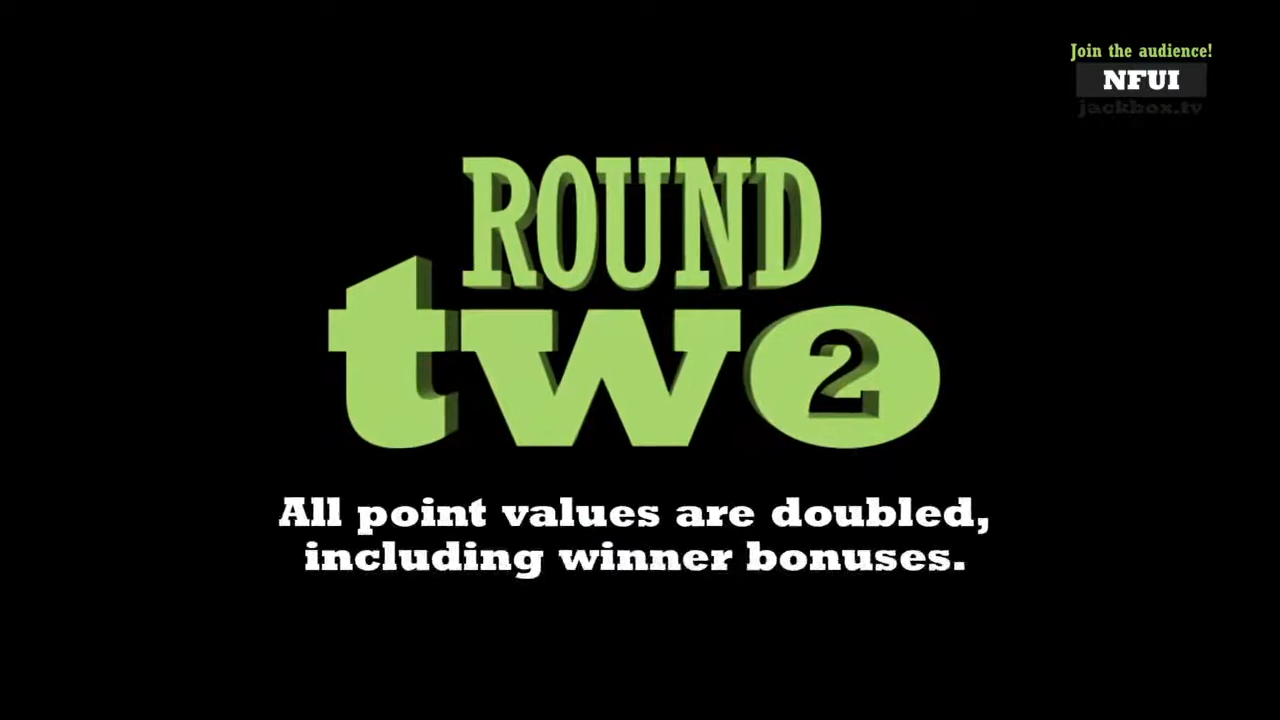 Join the audience!
NFUI
jackbox.tv
ROUND
two
2
All point values are doubled,
including winner bonuses.